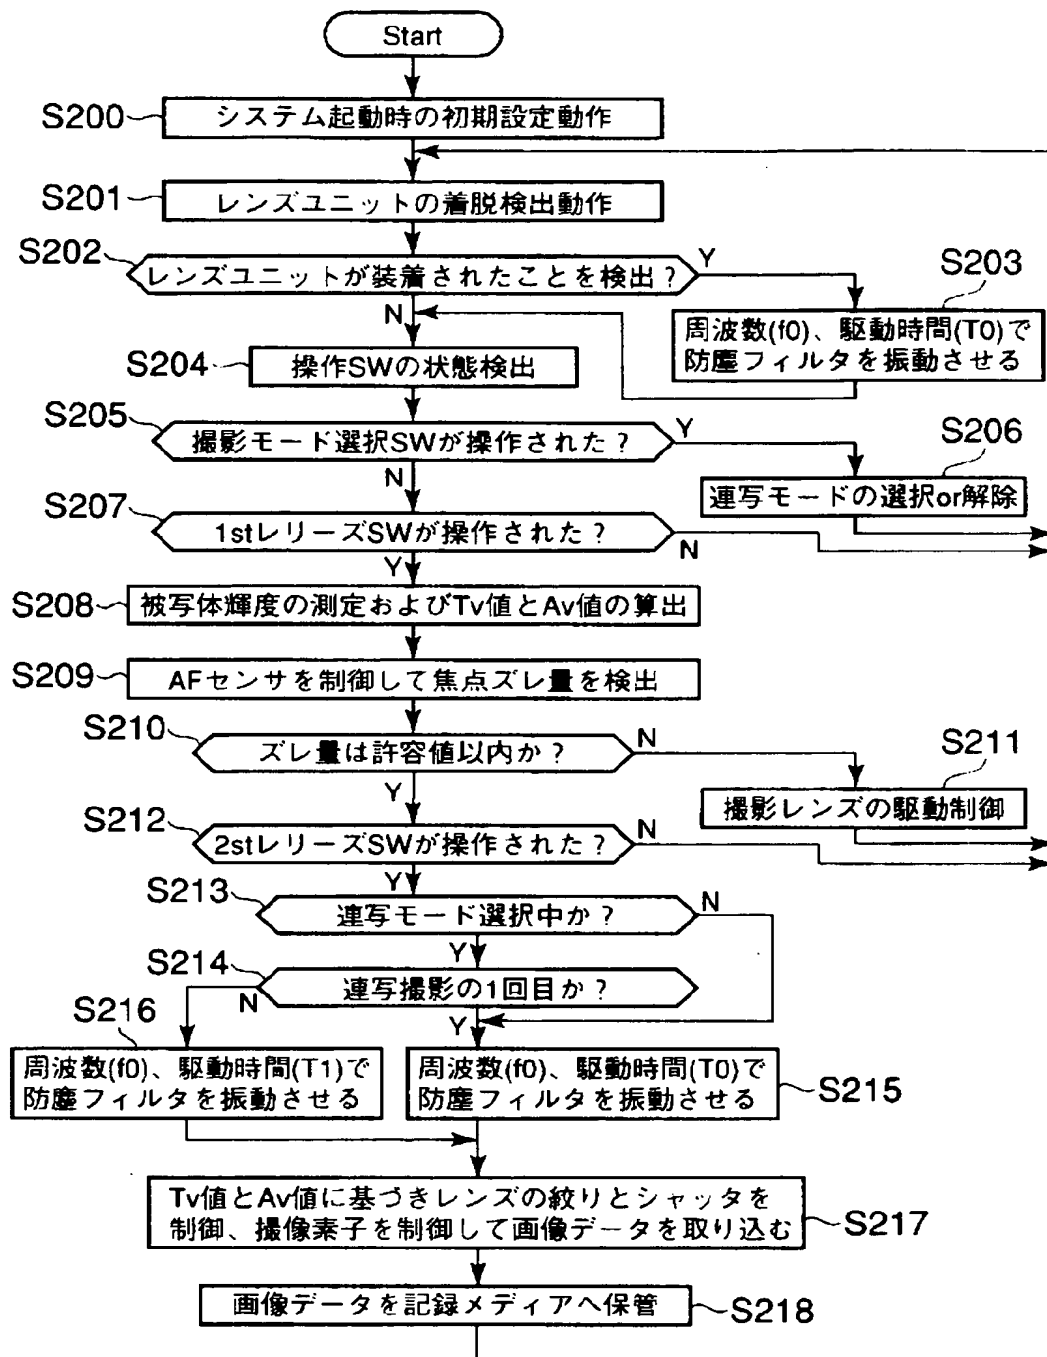 Start
S200
システム起動時の初期設定動作
S201
レンズユニットの着脱検出動作
S202
レンズユニットが装着されたことを検出？
Y
N
S203
周波数(f0)、駆動時間(T0)で
防塵フィルタを振動させる
S204
操作SWの状態検出
S205
撮影モード選択SWが操作された？
Y
N
S206
連写モードの選択or解除
S207
1stレリーズSWが操作された？
N
Y
S208
被写体輝度の測定およびTv値とAv値の算出
S209
AFセンサを制御して焦点ズレ量を検出
S210
ズレ量は許容値以内か？
N
Y
S211
撮影レンズの駆動制御
S212
2stレリーズSWが操作された？
N
Y
S213
連写モード選択中か？
N
Y
S214
連写撮影の1回目か？
N
Y
S216
周波数(f0)、駆動時間(T1)で
防塵フィルタを振動させる
周波数(f0)、駆動時間(T0)で
防塵フィルタを振動させる
S215
Tv値とAv値に基づきレンズの絞りとシャッタを
制御、撮像素子を制御して画像データを取り込む
S217
画像データを記録メディアへ保管
S218